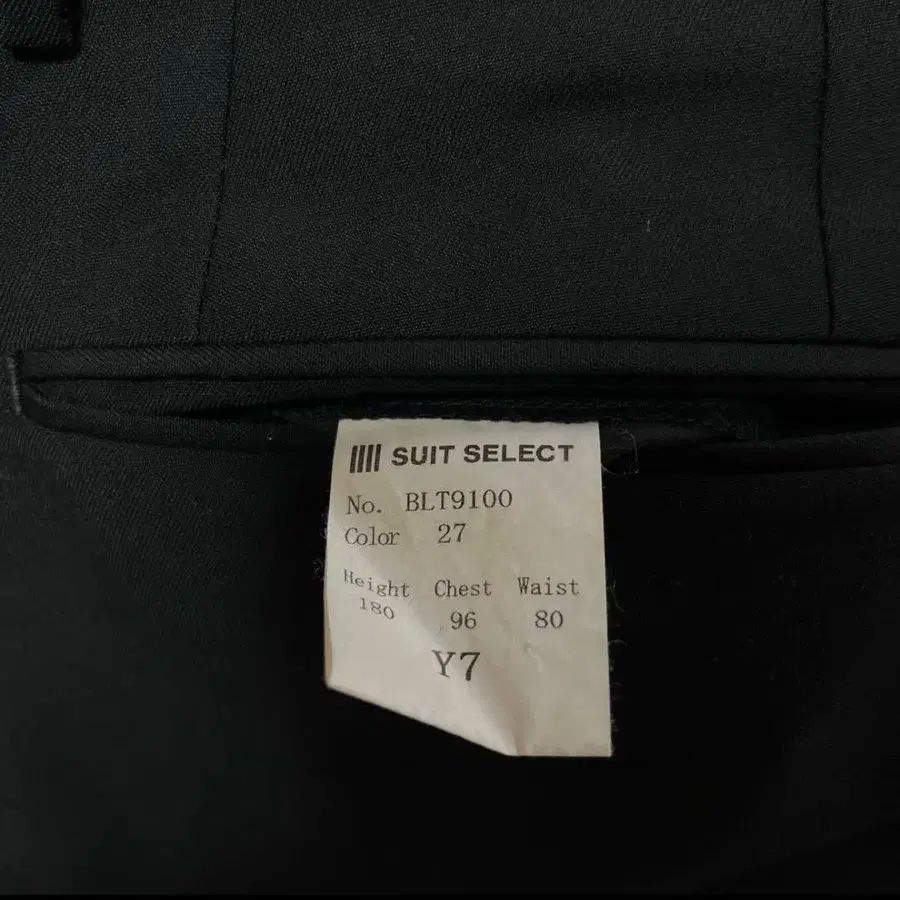 SUIT SELECT
No. BLT9100
Color 27
Height Chest Waist
180 96 80
Y7